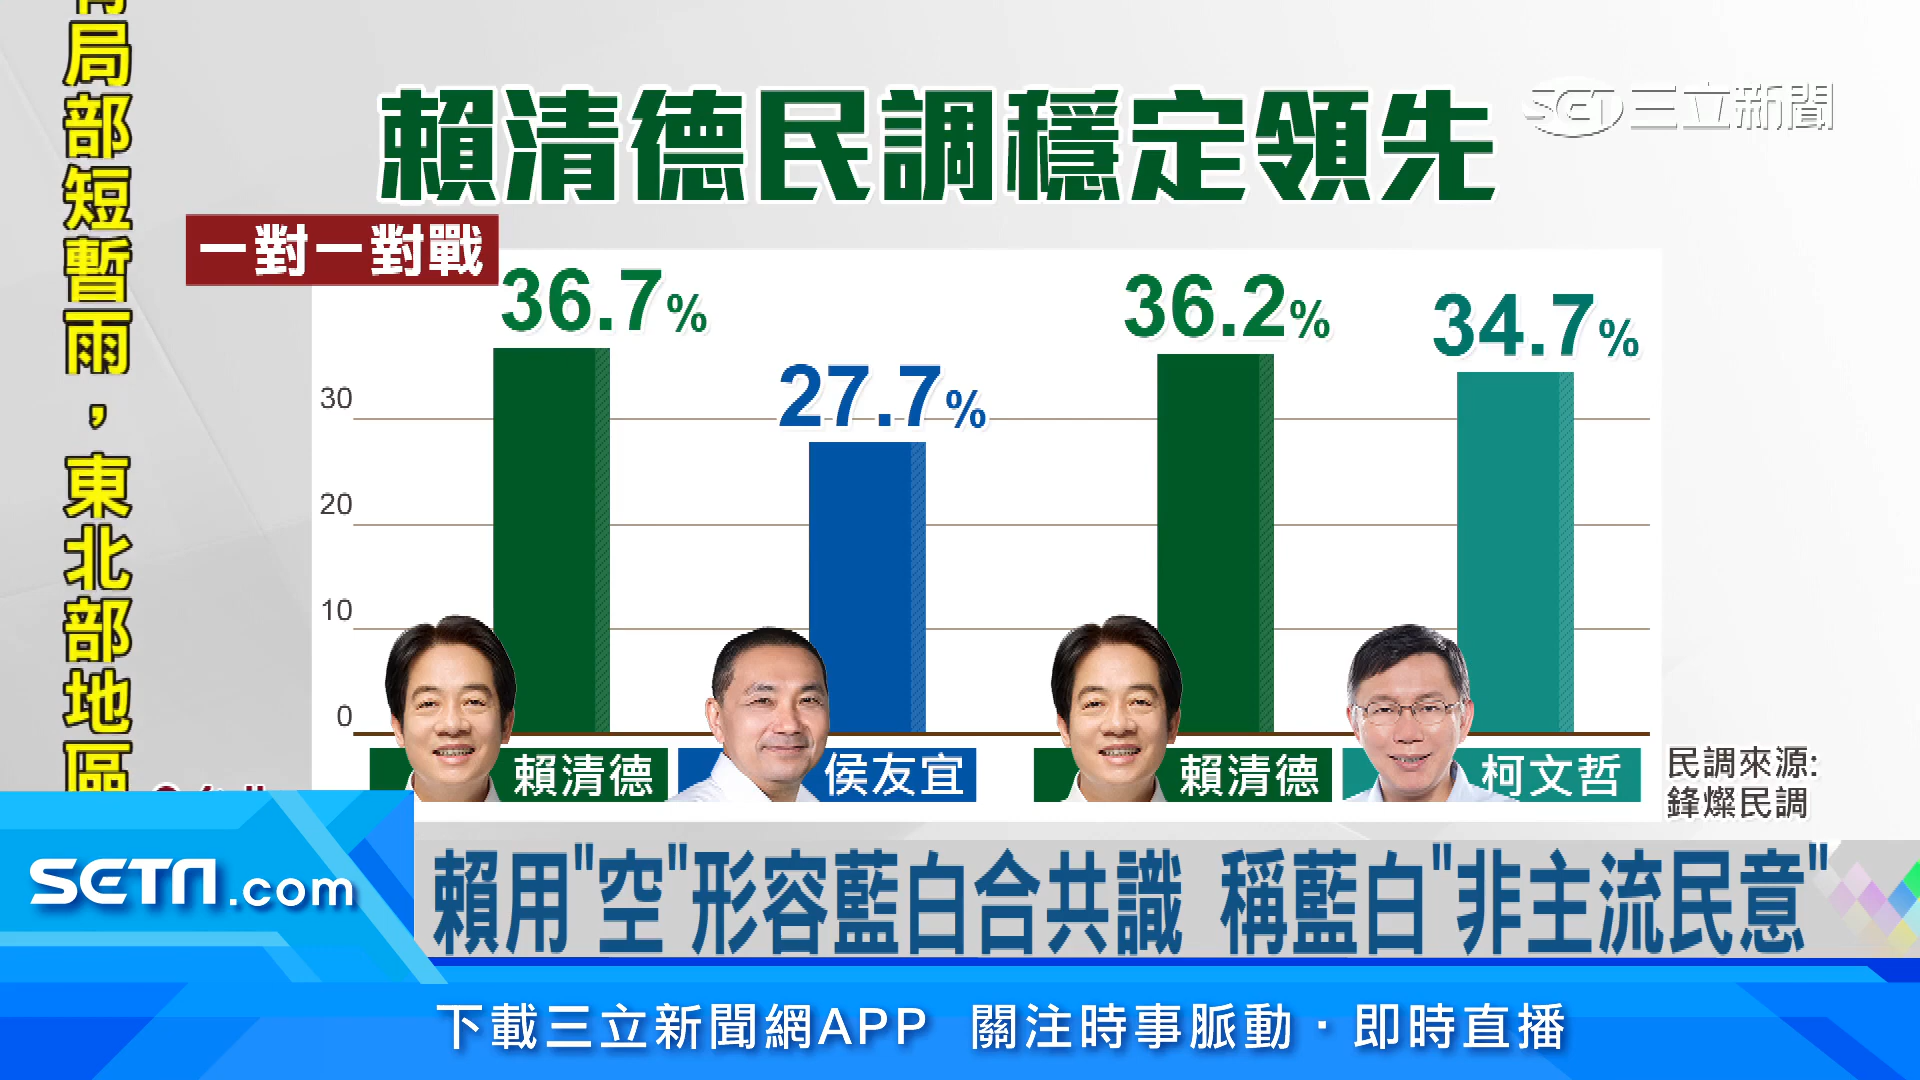 局部短暫雨，東北部地區
賴清德民調穩定領先
SET三立新聞
一對一對戰
36.7%
27.7%
36.2%
34.7%
30
20
10
0
賴清德
侯友宜
賴清德
柯文哲
民調來源:
鋒燦民調
SETN.com
賴用"空"形容藍白合共識 稱藍白"非主流民意"
下載三立新聞網APP 關注時事脈動·即時直播